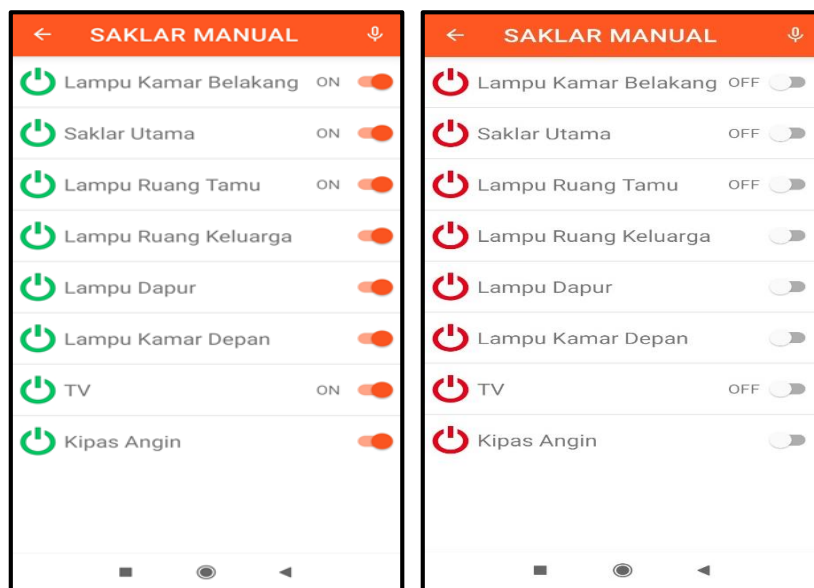 SAKLAR MANUAL
Lampu Kamar Belakang ON
Saklar Utama ON
Lampu Ruang Tamu ON
Lampu Ruang Keluarga
Lampu Dapur
Lampu Kamar Depan
TV ON
Kipas Angin
SAKLAR MANUAL
Lampu Kamar Belakang OFF
Saklar Utama OFF
Lampu Ruang Tamu OFF
Lampu Ruang Keluarga
Lampu Dapur
Lampu Kamar Depan
TV OFF
Kipas Angin